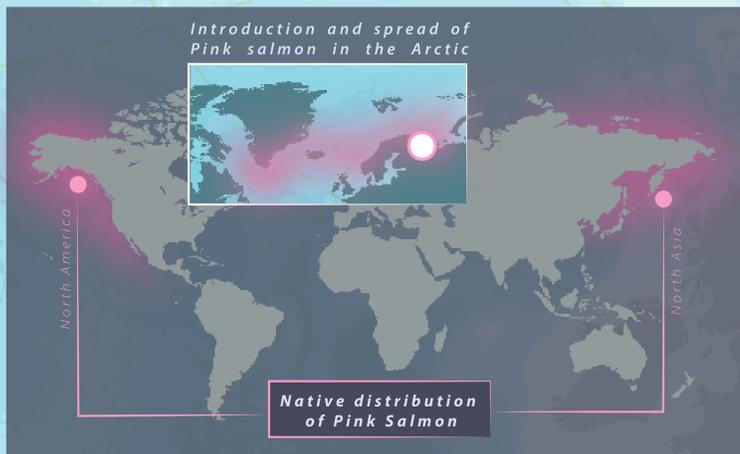 Introduction and spread of
Pink salmon in the Arctic
North America
North Asia
Native distribution
of Pink Salmon